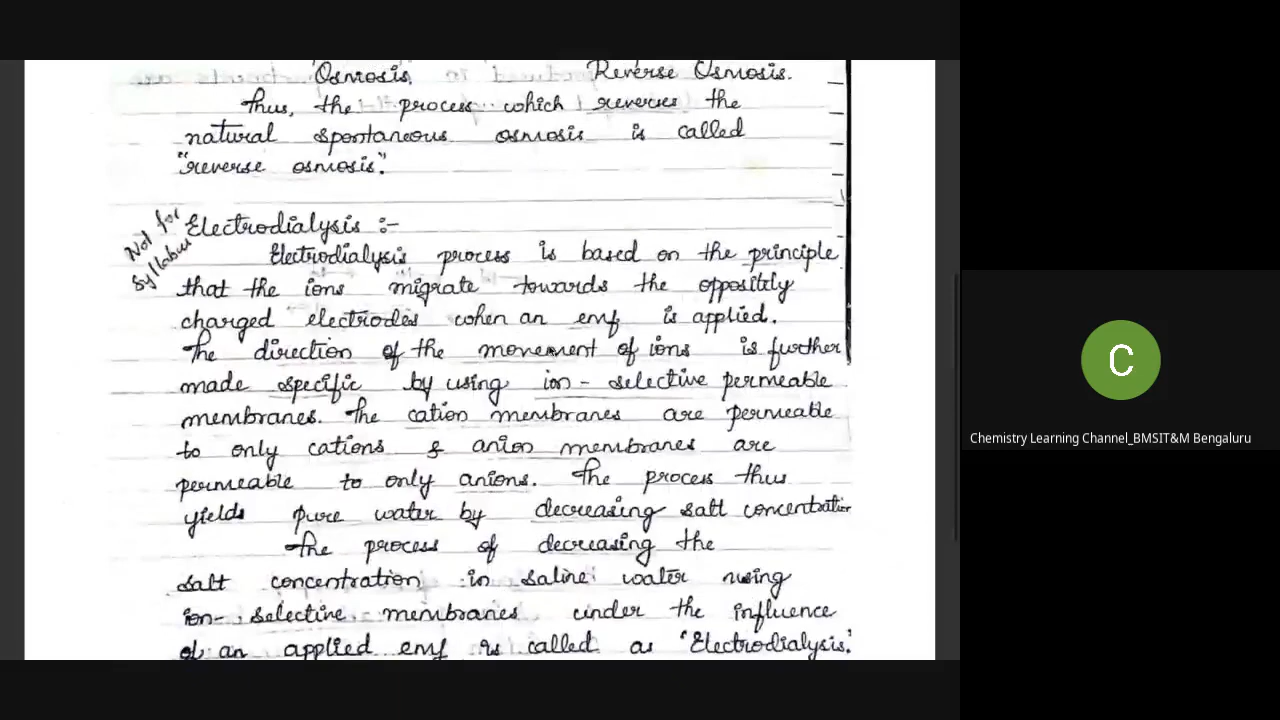 Osmosis. Reverse Osmosis.
Thus, the process which reverses the
natural spontaneous osmosis is called
"reverse osmosis".
Not for
Syllabus
Electrodialysis :-
Electrodialysis process is based on the principle
that the ions migrate towards the oppositely
charged electrodes when an emf is applied.
The direction of the movement of ions is further
made specific by using ion - selective permeable
membranes. The cation membranes are permeable
to only cations & anion membranes are
permeable to only anions. The process thus
yields pure water by decreasing salt concentration
The process of decreasing the
salt concentration in saline water using
ion- selective membranes under the influence
of an applied emf is called as "Electrodialysis".
C
Chemistry Learning Channel_BMSIT&M Bengaluru